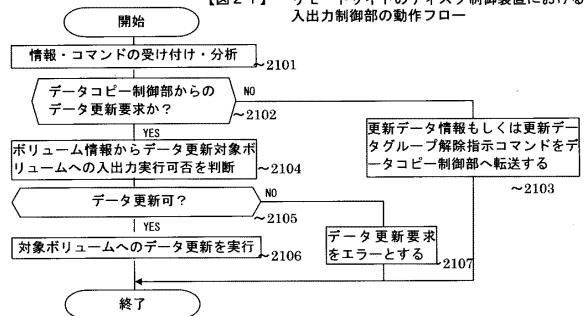 【図21】 リモートサイトのディスク制御装置における
入出力制御部の動作フロー
開始
情報・コマンドの受け付け・分析
2101
データコピー制御部からの
データ更新要求か？
NO
2102
YES
ボリューム情報からデータ更新対象ボ
リュームへの入出力実行可否を判断
2104
更新データ情報もしくは更新デー
タグループ解除指示コマンドをデ
ータコピー制御部へ転送する
2103
データ更新可？
NO
2105
YES
対象ボリュームへのデータ更新を実行
2106
データ更新要求
をエラーとする
2107
終了